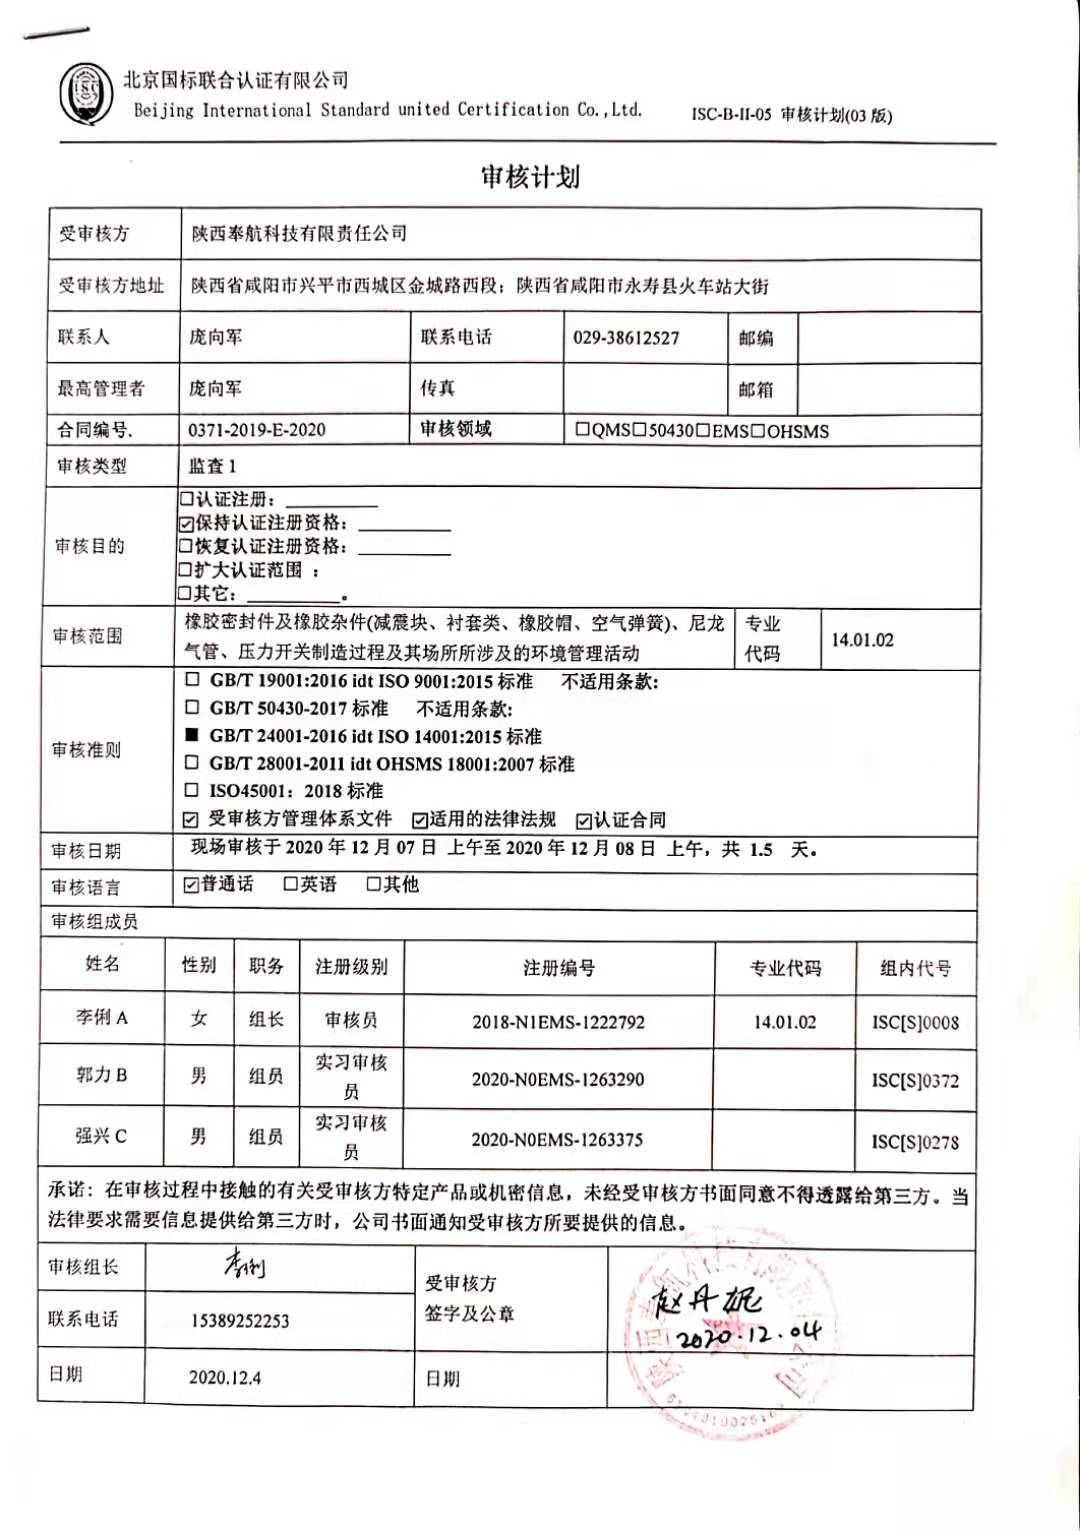 北京国标联合认证有限公司
Beijing International Standard united Certification Co.,Ltd.
ISC-B-II-05 审核计划(03 版)
审核计划
受审核方 陕西奉航科技有限责任公司
受审核方地址 陕西省咸阳市兴平市西城区金城路西段；陕西省咸阳市永寿县火车站大街
联系人 庞向军 联系电话 029-38612527 邮编
最高管理者 庞向军 传真 邮箱
合同编号. 0371-2019-E-2020 审核领域 □QMS□50430□EMS□OHSMS
审核类型 监查 1
审核目的
□认证注册：
☑保持认证注册资格：
□恢复认证注册资格：
□扩大认证范围 ：
□其它： 。
审核范围
橡胶密封件及橡胶杂件(减震块、衬套类、橡胶帽、空气弹簧)、尼龙
气管、压力开关制造过程及其场所所涉及的环境管理活动
专业
代码
14.01.02
审核准则
□ GB/T 19001:2016 idt ISO 9001:2015 标准 不适用条款:
□ GB/T 50430-2017 标准 不适用条款:
■ GB/T 24001-2016 idt ISO 14001:2015 标准
□ GB/T 28001-2011 idt OHSMS 18001:2007 标准
□ ISO45001：2018 标准
☑ 受审核方管理体系文件 ☑适用的法律法规 ☑认证合同
审核日期 现场审核于 2020 年 12 月 07 日 上午至 2020 年 12 月 08 日 上午，共 1.5 天。
审核语言 ☑普通话 □英语 □其他
审核组成员
姓名 性别 职务 注册级别 注册编号 专业代码 组内代号
李俐 A 女 组长 审核员 2018-N1EMS-1222792 14.01.02 ISC[S]0008
郭力 B 男 组员 实习审核
员
2020-N0EMS-1263290 ISC[S]0372
强兴 C 男 组员 实习审核
员
2020-N0EMS-1263375 ISC[S]0278
承诺：在审核过程中接触的有关受审核方特定产品或机密信息，未经受审核方书面同意不得透露给第三方。当
法律要求需要信息提供给第三方时，公司书面通知受审核方所要提供的信息。
审核组长 李俐
联系电话 15389252253
受审核方
签字及公章
赵丹妮
2020.12.04
日期 2020.12.4 日期